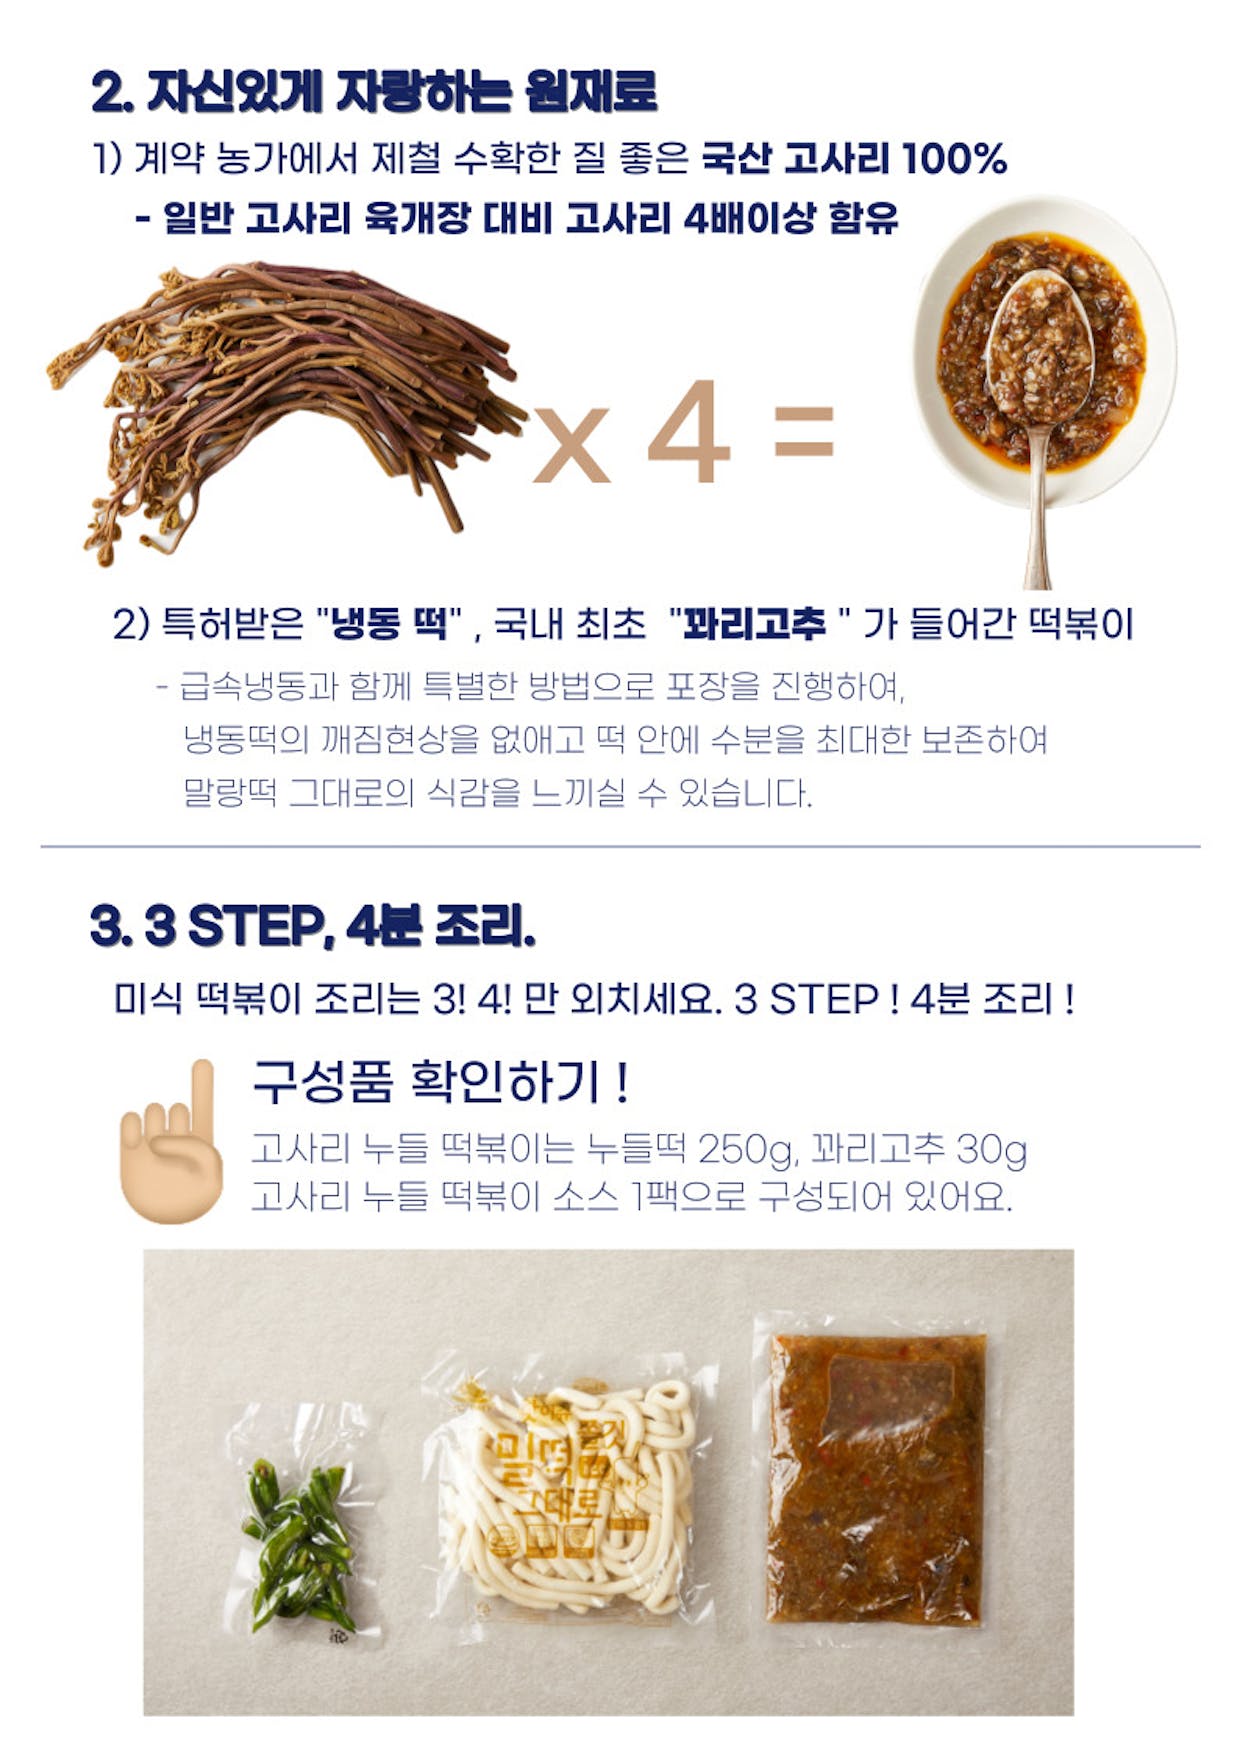 2. 자신있게 자랑하는 원재료
1) 계약 농가에서 제철 수확한 질 좋은 국산 고사리 100%
- 일반 고사리 육개장 대비 고사리 4배이상 함유
x 4 =
2) 특허받은 "냉동 떡" , 국내 최초 "꽈리고추 " 가 들어간 떡볶이
- 급속냉동과 함께 특별한 방법으로 포장을 진행하여,
냉동떡의 깨짐현상을 없애고 떡 안에 수분을 최대한 보존하여
말랑떡 그대로의 식감을 느끼실 수 있습니다.
3. 3 STEP, 4분 조리.
미식 떡볶이 조리는 3! 4! 만 외치세요. 3 STEP ! 4분 조리 !
구성품 확인하기 !
고사리 누들 떡볶이는 누들떡 250g, 꽈리고추 30g
고사리 누들 떡볶이 소스 1팩으로 구성되어 있어요.
밀떡
그대로